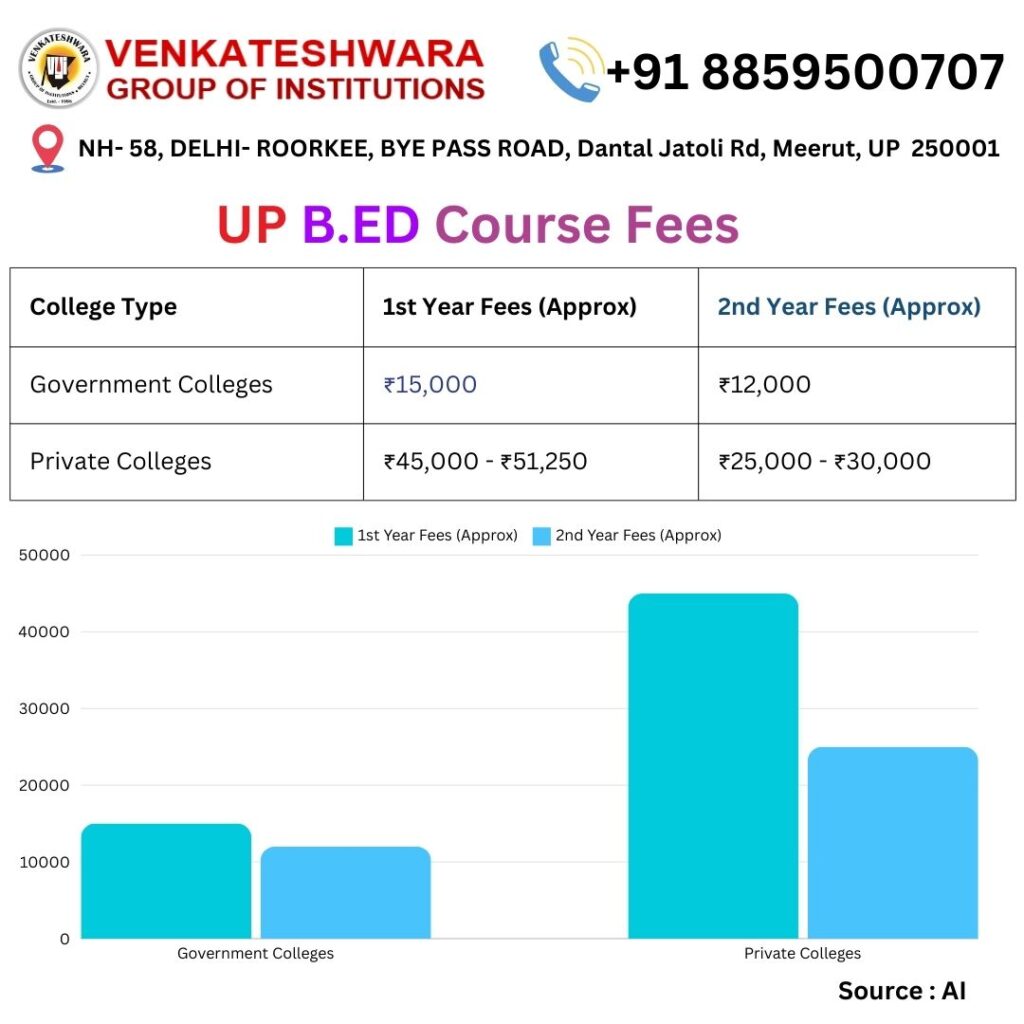 VENKATESHWARA
GROUP OF INSTITUTIONS
+91 8859500707
NH- 58, DELHI- ROORKEE, BYE PASS ROAD, Dantal Jatoli Rd, Meerut, UP 250001
UP B.ED Course Fees
College Type 1st Year Fees (Approx) 2nd Year Fees (Approx)
Government Colleges ₹15,000 ₹12,000
Private Colleges ₹45,000 - ₹51,250 ₹25,000 - ₹30,000
1st Year Fees (Approx) 2nd Year Fees (Approx)
50000
40000
30000
20000
10000
0
Government Colleges Private Colleges
Source : AI